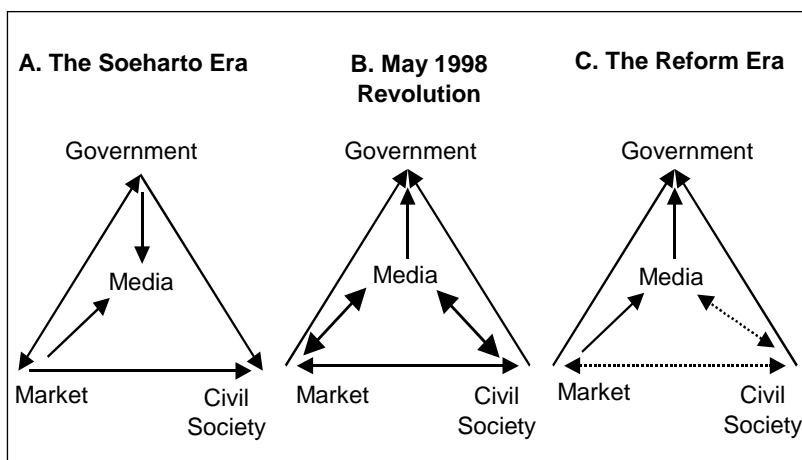 A. The Soeharto Era
Government
Media
Market
Civil
Society
B. May 1998
Revolution
Government
Media
Market
Civil
Society
C. The Reform Era
Government
Media
Market
Civil
Society